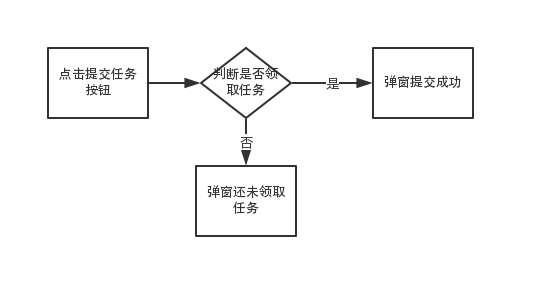 点击提交任务
按钮
判断是否领
取任务
是
弹窗提交成功
否
弹窗还未领取
任务